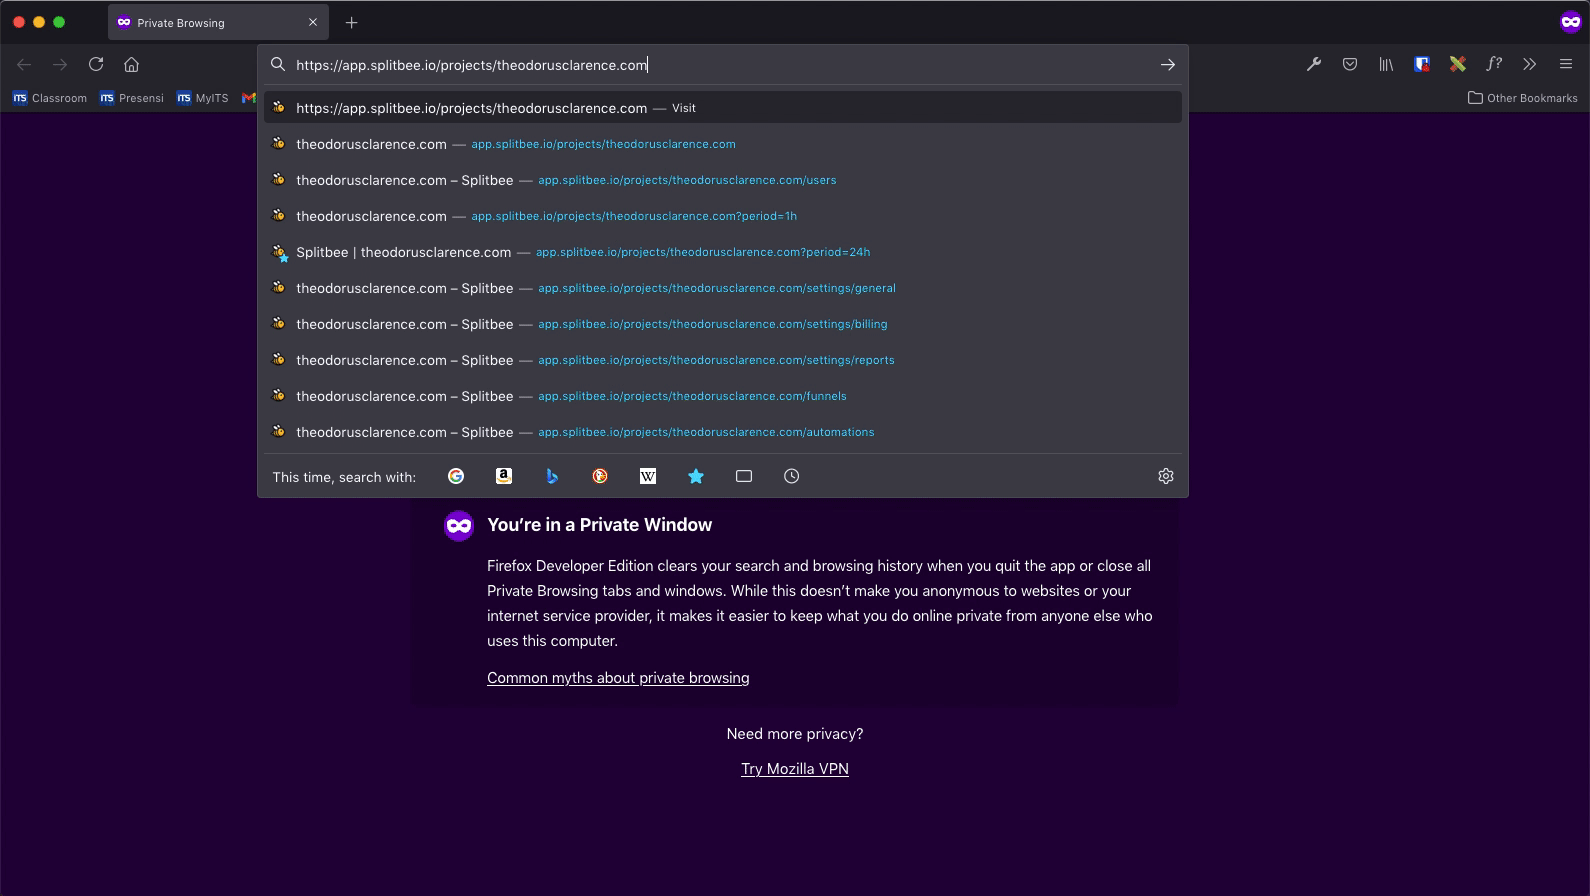 Private Browsing
https://app.splitbee.io/projects/theodorusclarence.com
iTS Classroom iTS Presensi iTS MyITS
f?
Other Bookmarks
https://app.splitbee.io/projects/theodorusclarence.com — Visit
theodorusclarence.com — app.splitbee.io/projects/theodorusclarence.com
theodorusclarence.com – Splitbee — app.splitbee.io/projects/theodorusclarence.com/users
theodorusclarence.com — app.splitbee.io/projects/theodorusclarence.com?period=1h
Splitbee | theodorusclarence.com — app.splitbee.io/projects/theodorusclarence.com?period=24h
theodorusclarence.com – Splitbee — app.splitbee.io/projects/theodorusclarence.com/settings/general
theodorusclarence.com – Splitbee — app.splitbee.io/projects/theodorusclarence.com/settings/billing
theodorusclarence.com – Splitbee — app.splitbee.io/projects/theodorusclarence.com/settings/reports
theodorusclarence.com – Splitbee — app.splitbee.io/projects/theodorusclarence.com/funnels
theodorusclarence.com – Splitbee — app.splitbee.io/projects/theodorusclarence.com/automations
This time, search with:
You’re in a Private Window
Firefox Developer Edition clears your search and browsing history when you quit the app or close all
Private Browsing tabs and windows. While this doesn’t make you anonymous to websites or your
internet service provider, it makes it easier to keep what you do online private from anyone else who
uses this computer.
Common myths about private browsing
Need more privacy?
Try Mozilla VPN